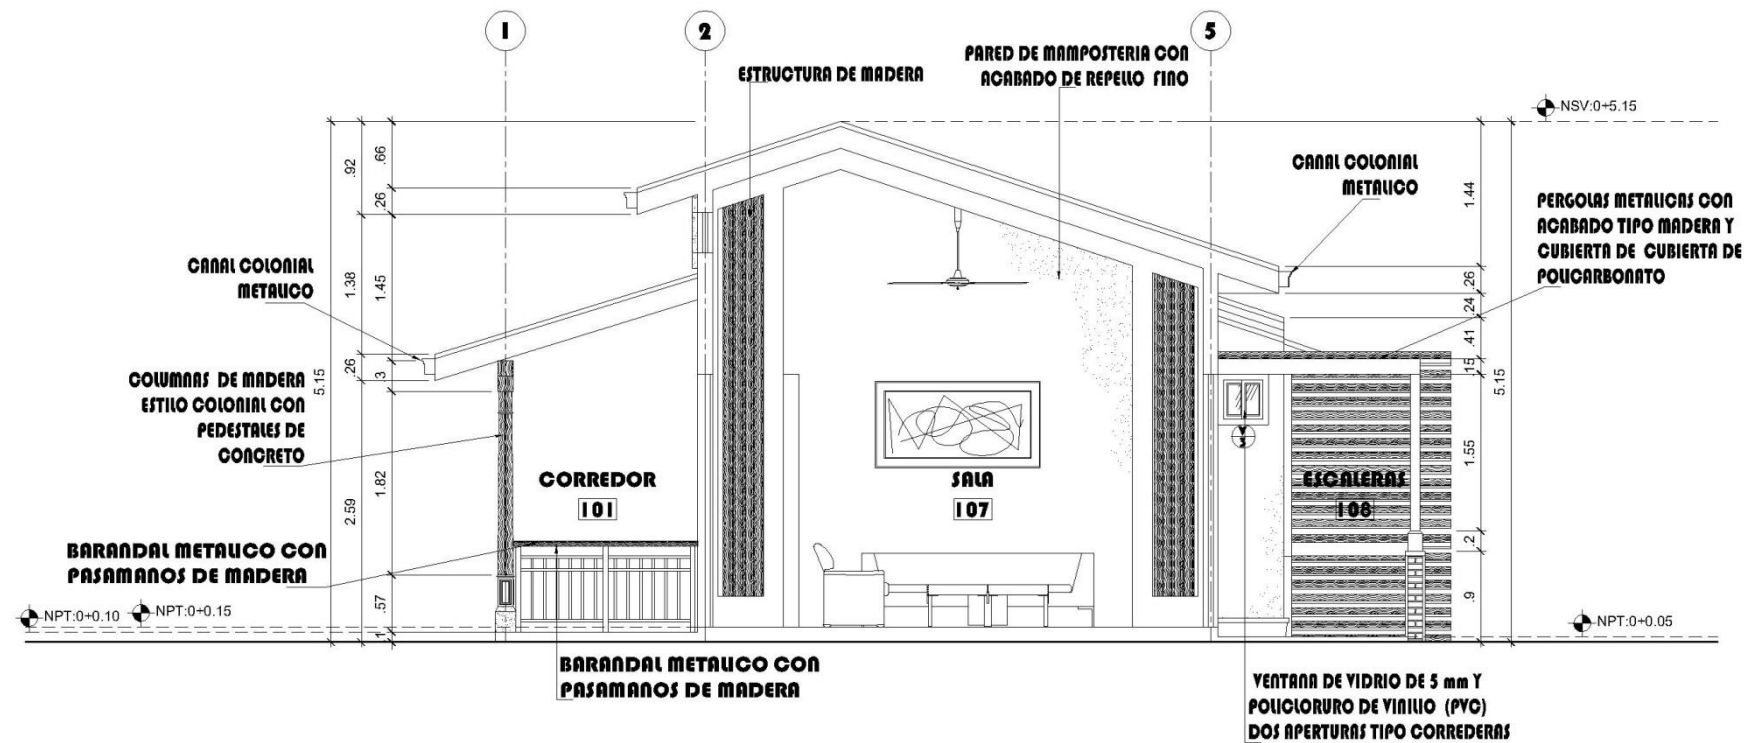 1
2
5
ESTRUCTURA DE MADERA
PARED DE MAMPOSTERIA CON
ACABADO DE REPELLO FINO
NSV:0+5.15
CANAL COLONIAL
METALICO
PERGOLAS METALICAS CON
ACABADO TIPO MADERA Y
CUBIERTA DE CUBIERTA DE
POLICARBONATO
CANAL COLONIAL
METALICO
COLUMNAS DE MADERA
ESTILO COLONIAL CON
PEDESTALES DE
CONCRETO
BARANDAL METALICO CON
PASAMANOS DE MADERA
NPT:0+0.10
NPT:0+0.15
5.15
.92
1.38
.26
2.59
.66
.26
1.45
.3
1.82
.57
.1
CORREDOR
101
SALA
107
ESCALERAS
108
V
3
1.44
.26
.24
.41
.15
1.55
.2
.9
5.15
NPT:0+0.05
BARANDAL METALICO CON
PASAMANOS DE MADERA
VENTANA DE VIDRIO DE 5 mm Y
POLICLORURO DE VINILIO (PVC)
DOS APERTURAS TIPO CORREDERAS